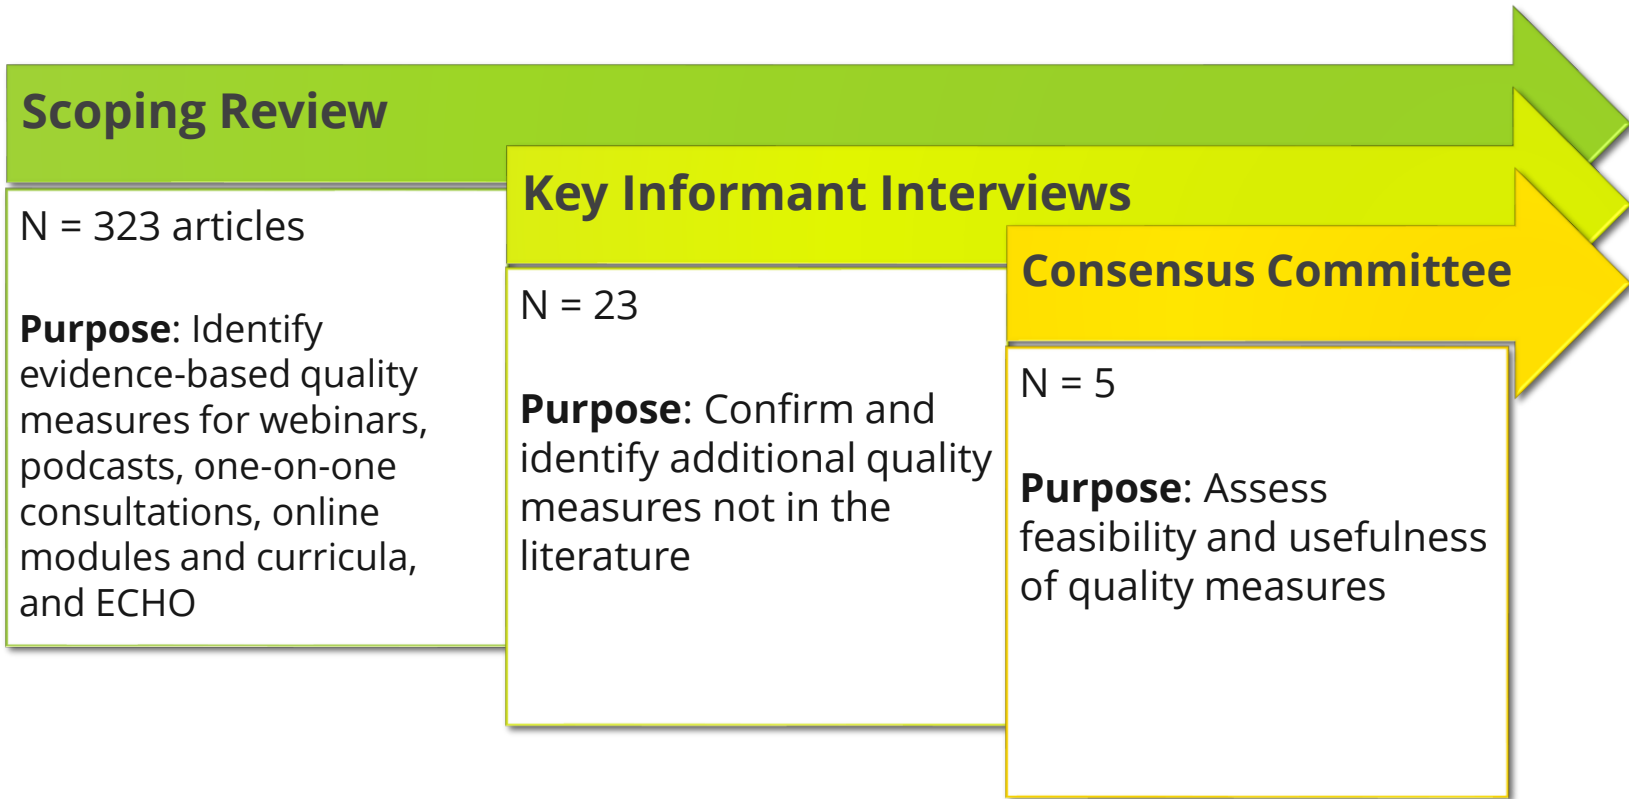 Scoping Review
N = 323 articles
Purpose: Identify
evidence-based quality
measures for webinars,
podcasts, one-on-one
consultations, online
modules and curricula,
and ECHO
Key Informant Interviews
N = 23
Purpose: Confirm and
identify additional quality
measures not in the
literature
Consensus Committee
N = 5
Purpose: Assess
feasibility and usefulness
of quality measures